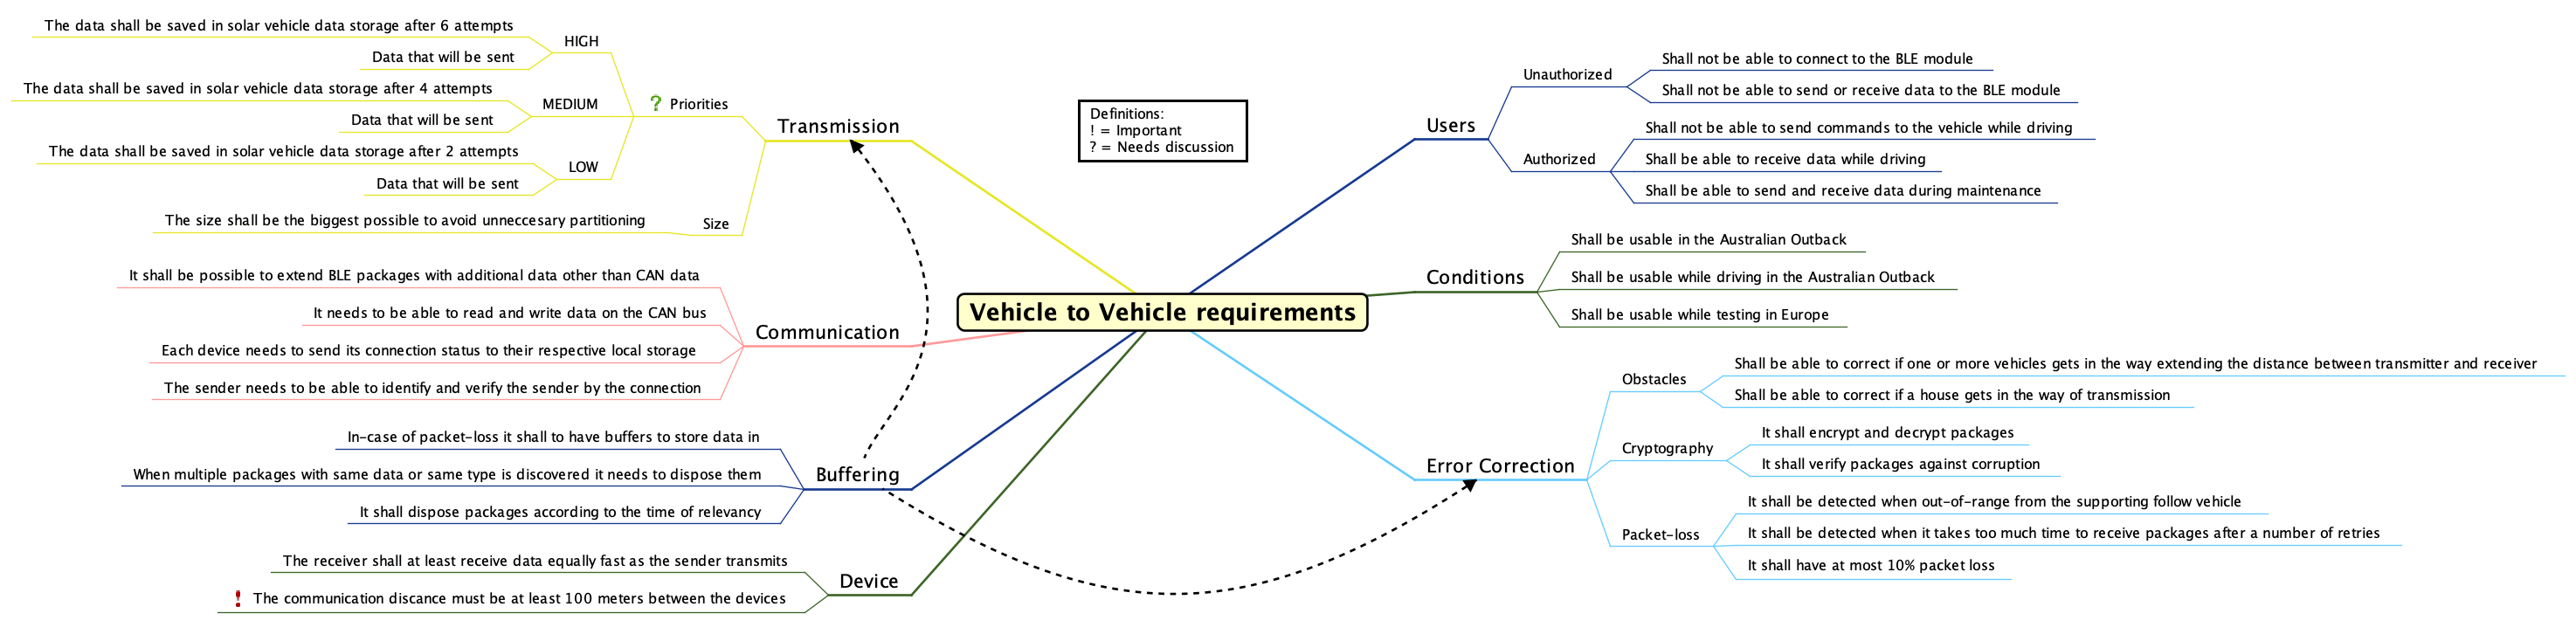 The data shall be saved in solar vehicle data storage after 6 attempts
HIGH
Data that will be sent
The data shall be saved in solar vehicle data storage after 4 attempts
MEDIUM
? Priorities
Data that will be sent
Transmission
The data shall be saved in solar vehicle data storage after 2 attempts
LOW
Data that will be sent
The size shall be the biggest possible to avoid unneccesary partitioning
Size
It shall be possible to extend BLE packages with additional data other than CAN data
It needs to be able to read and write data on the CAN bus
Communication
Each device needs to send its connection status to their respective local storage
The sender needs to be able to identify and verify the sender by the connection
In-case of packet-loss it shall to have buffers to store data in
When multiple packages with same data or same type is discovered it needs to dispose them
Buffering
It shall dispose packages according to the time of relevancy
The receiver shall at least receive data equally fast as the sender transmits
Device
! The communication discance must be at least 100 meters between the devices
Definitions:
! = Important
? = Needs discussion
Vehicle to Vehicle requirements
Shall not be able to connect to the BLE module
Unauthorized
Shall not be able to send or receive data to the BLE module
Users
Shall not be able to send commands to the vehicle while driving
Authorized
Shall be able to receive data while driving
Shall be able to send and receive data during maintenance
Shall be usable in the Australian Outback
Conditions
Shall be usable while driving in the Australian Outback
Shall be usable while testing in Europe
Shall be able to correct if one or more vehicles gets in the way extending the distance between transmitter and receiver
Obstacles
Shall be able to correct if a house gets in the way of transmission
It shall encrypt and decrypt packages
Cryptography
It shall verify packages against corruption
Error Correction
It shall be detected when out-of-range from the supporting follow vehicle
Packet-loss
It shall be detected when it takes too much time to receive packages after a number of retries
It shall have at most 10% packet loss